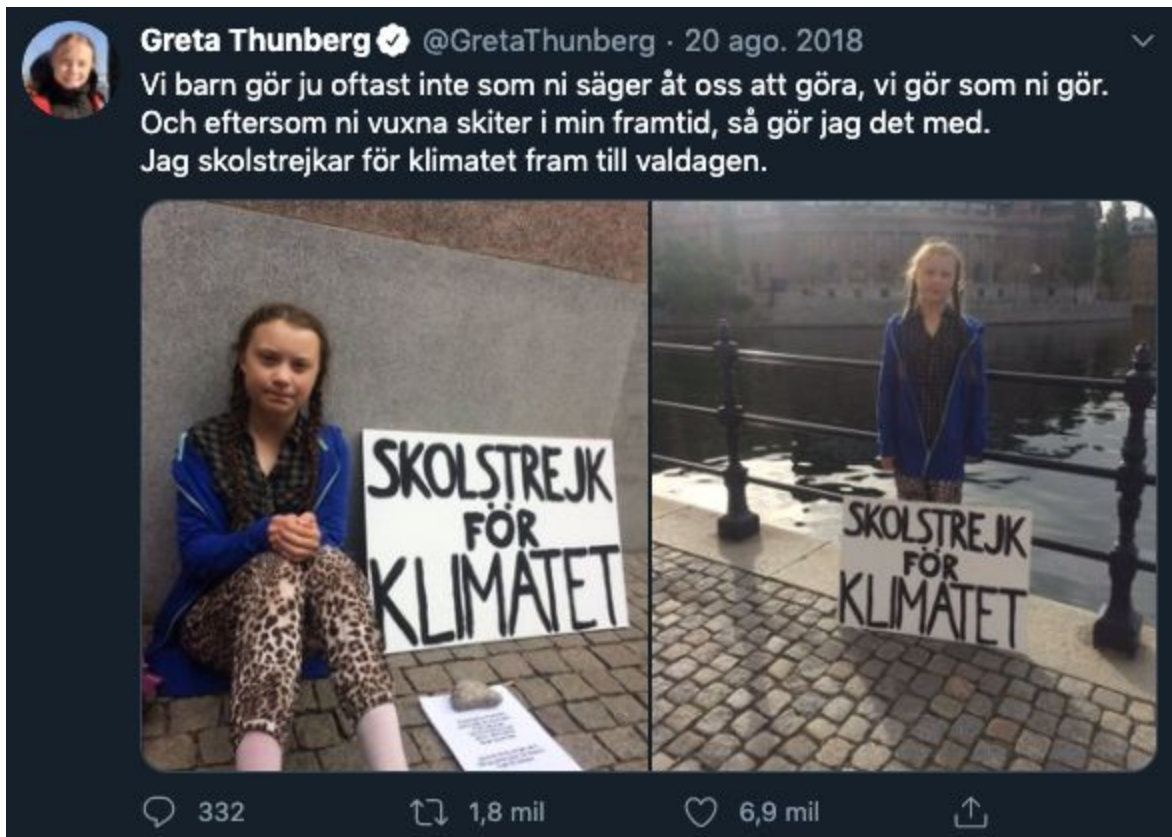 Greta Thunberg @GretaThunberg · 20 ago. 2018
Vi barn gör ju oftast inte som ni säger åt oss att göra, vi gör som ni gör.
Och eftersom ni vuxna skiter i min framtid, så gör jag det med.
Jag skolstrejkar för klimatet fram till valdagen.
SKOLSTREJK
FÖR
KLIMATET
SKOLSTREJK
FÖR
KLIMATET
332 1,8 mil 6,9 mil